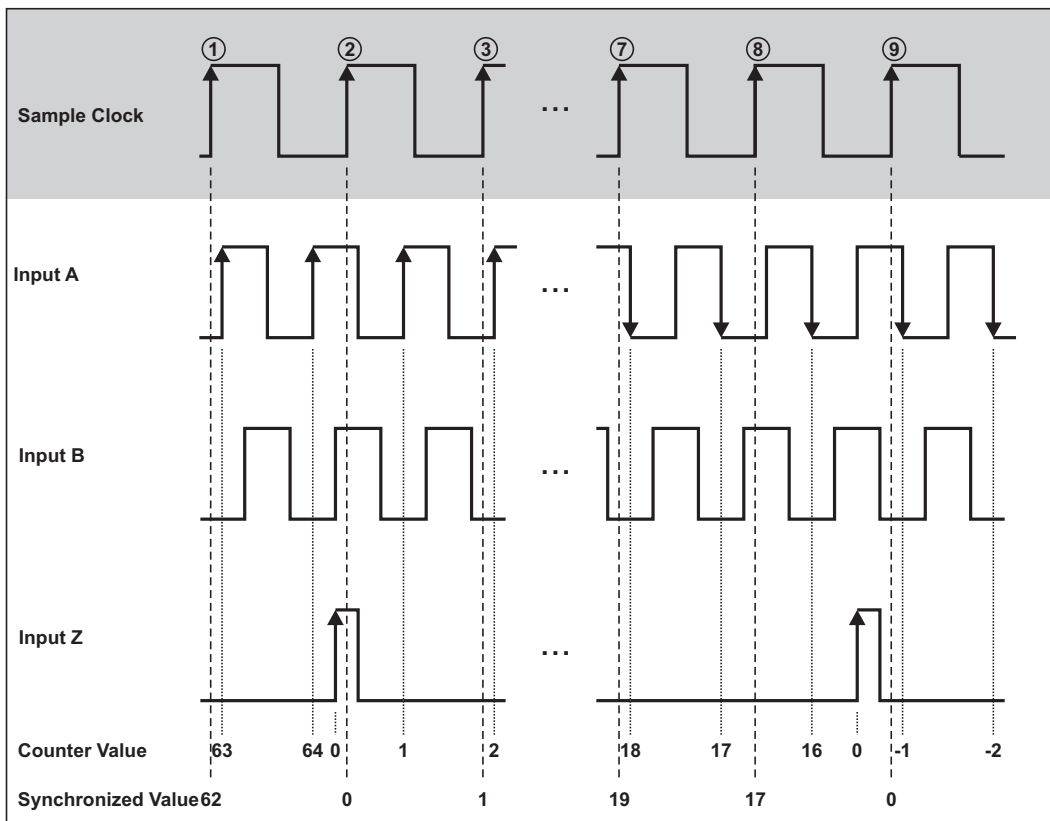 ① ② ③ ⑦ ⑧ ⑨
Sample Clock ...
Input A ...
Input B ...
Input Z ...
Counter Value 63 64 0 1 2 18 17 16 0 -1 -2
Synchronized Value 62 0 1 19 17 0